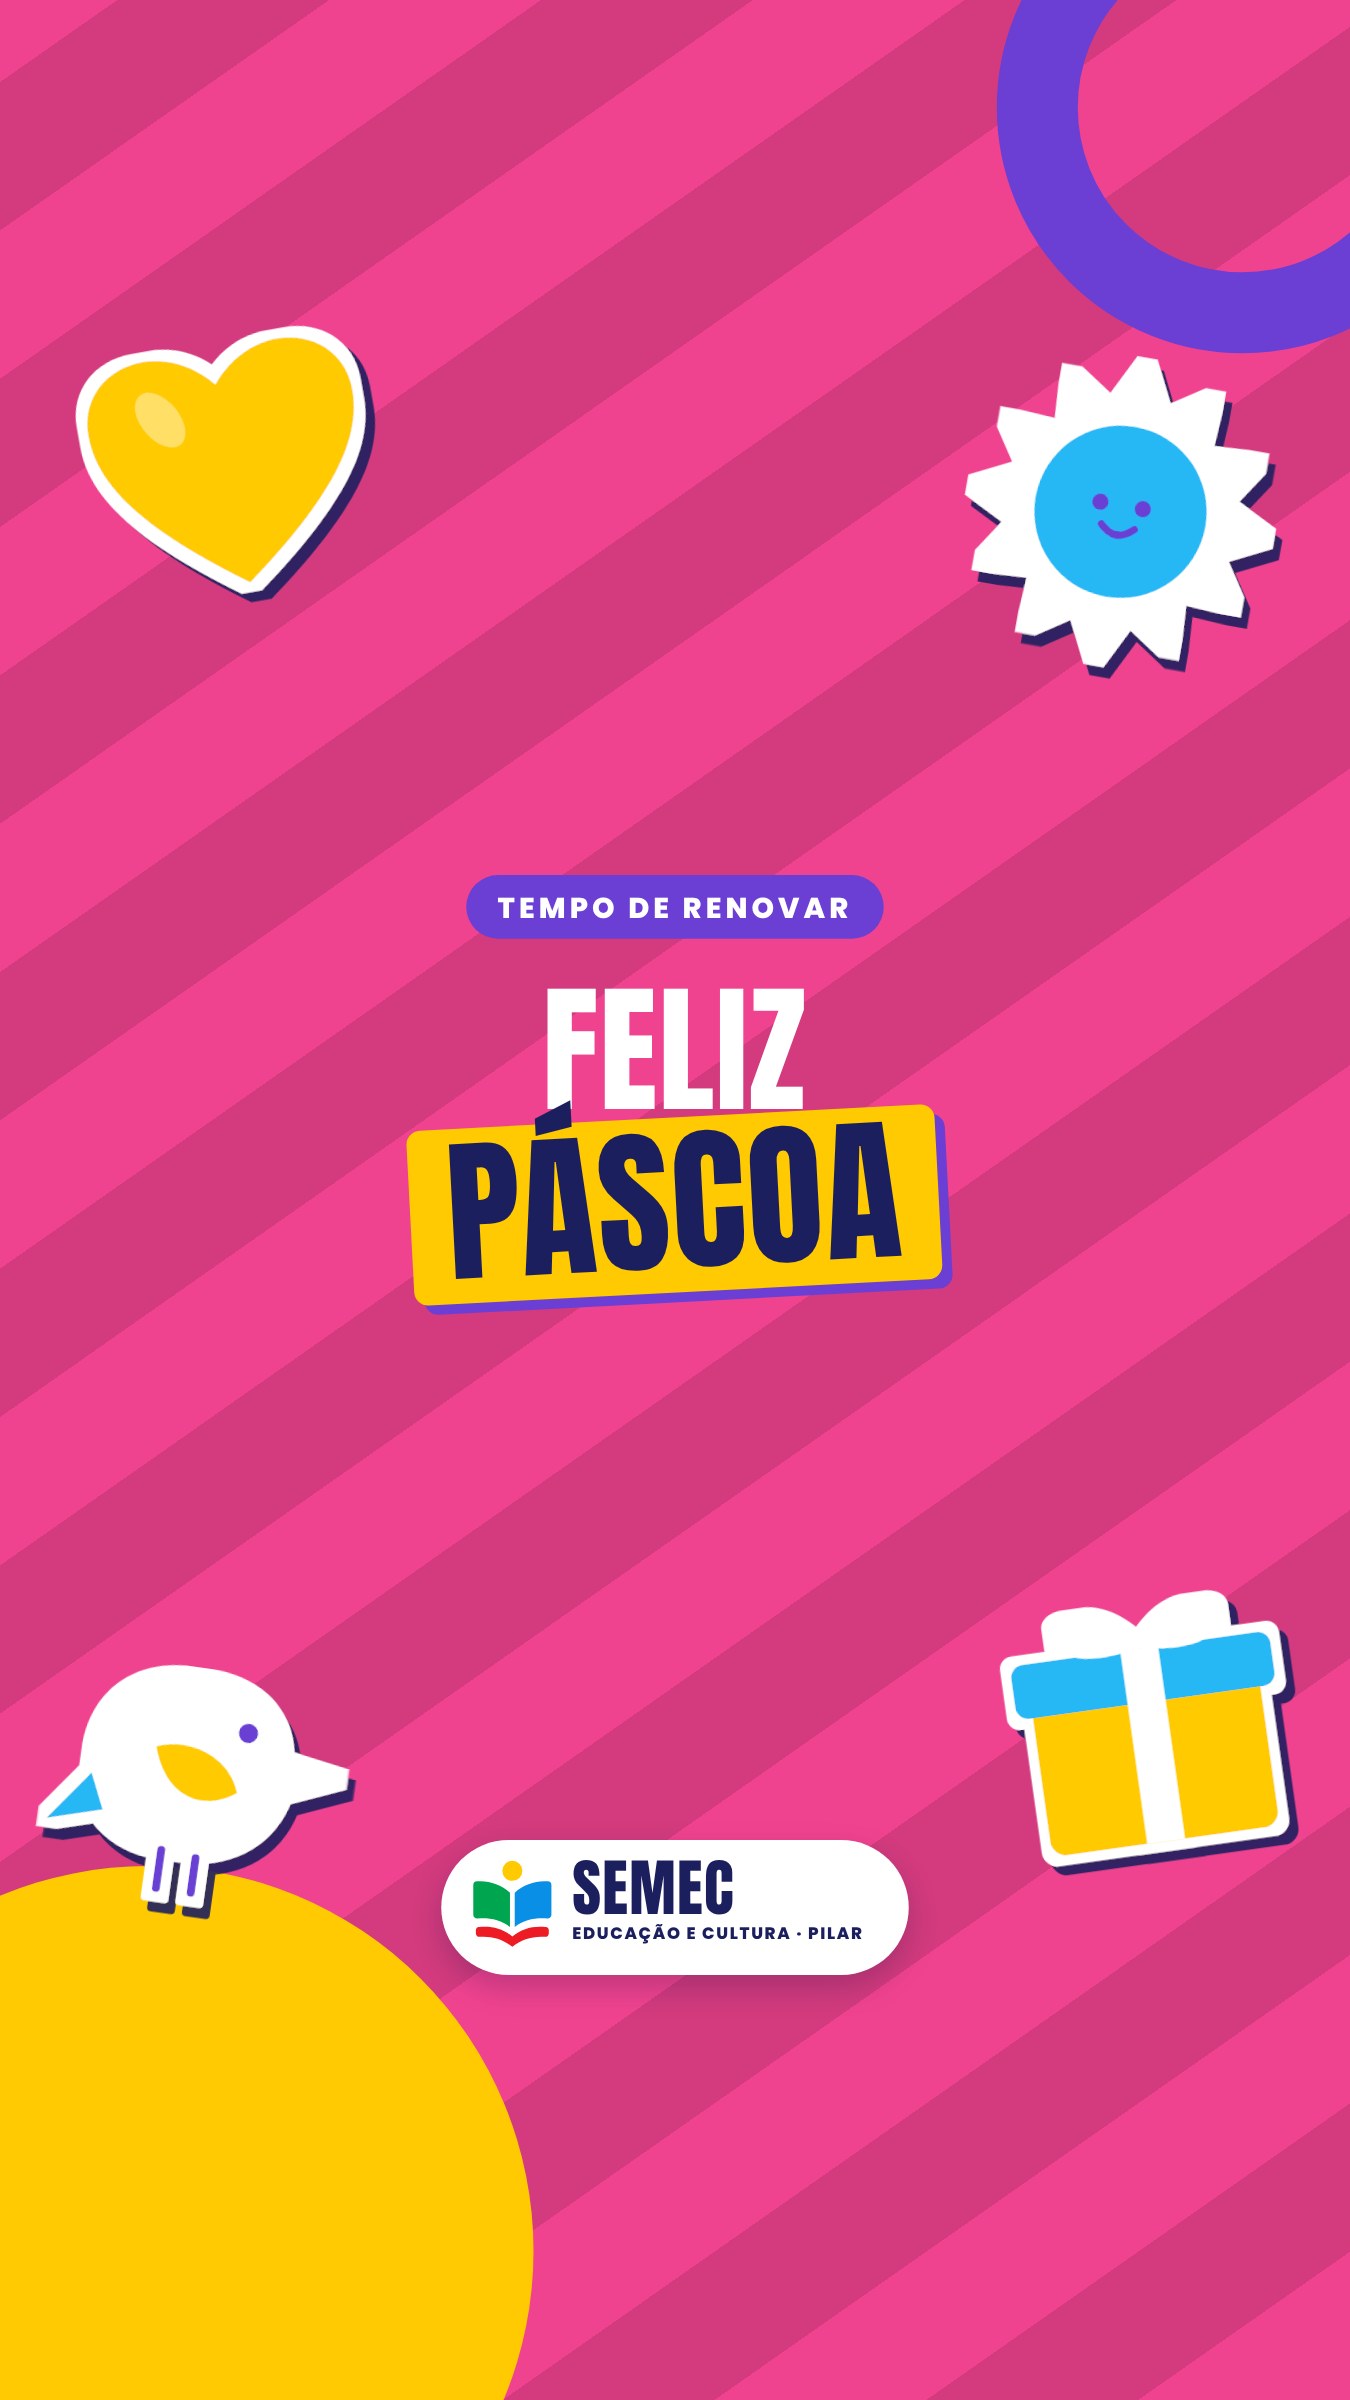 TEMPO DE RENOVAR
FELIZ
PÁSCOA
SEMEC
EDUCAÇÃO E CULTURA · PILAR